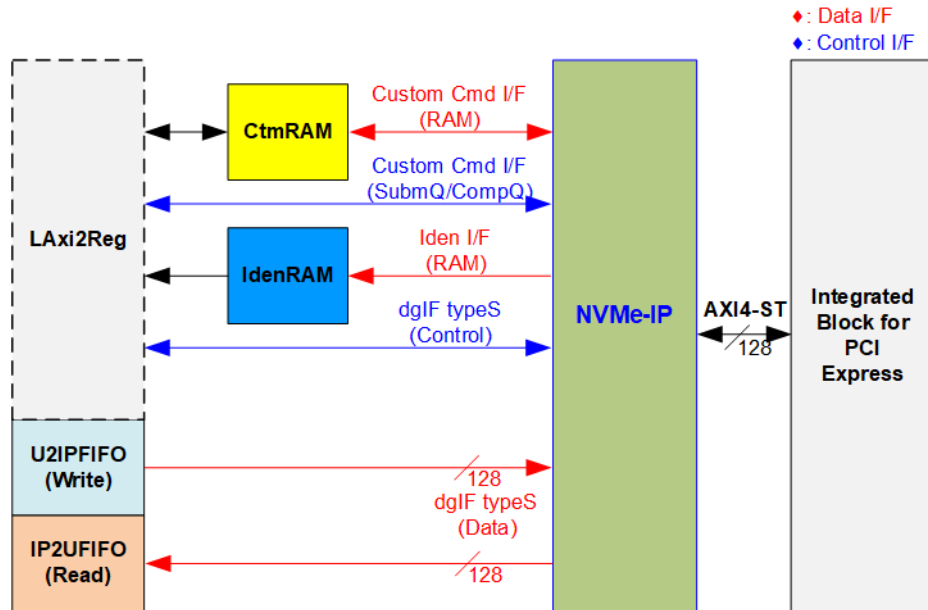 ♦: Data I/F
♦: Control I/F
Custom Cmd I/F
(RAM)
CtmRAM
Custom Cmd I/F
(SubmQ/CompQ)
LAxi2Reg
Iden I/F
(RAM)
IdenRAM
dgIF typeS
(Control)
NVMe-IP
AXI4-ST
128
Integrated
Block for
PCI
Express
U2IPFIFO
(Write)
128
dgIF typeS
(Data)
IP2UFIFO
(Read)
128